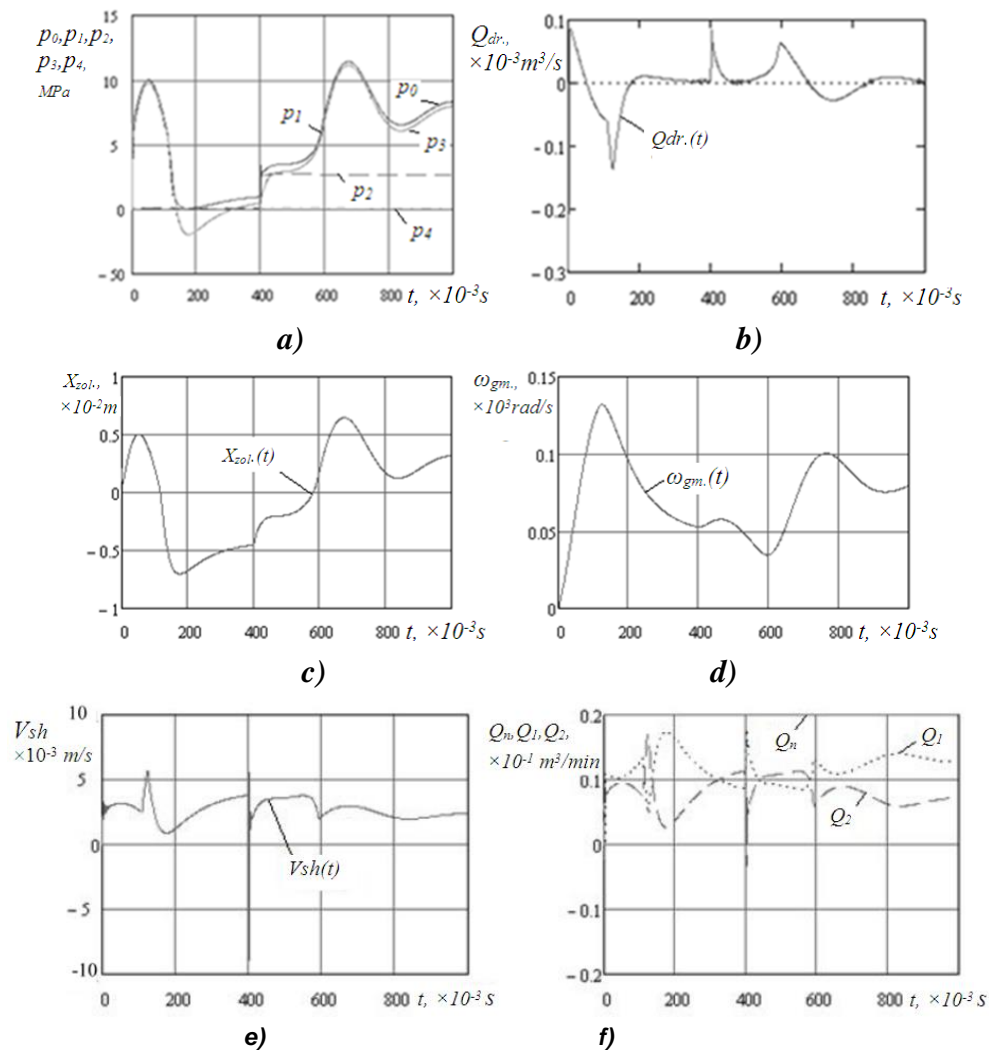 p0,p1,p2,
p3,p4,
MPa
15
10
5
0
– 50
p1
p0
p3
p2
p4
0 200 400 600 800 t, ×10-3s
a)
Qdr.,
×10-3m3/s
0.1
0
– 0.1
– 0.2
– 0.3
Qdr.(t)
0 200 400 600 800 t, ×10-3s
b)
Xzol.,
×10-2m
1
0.5
0
– 0.5
– 1
Xzol.(t)
0 200 400 600 800 t, ×10-3s
c)
ωgm.,
×103rad/s
0.15
0.1
0.05
0
ωgm.(t)
0 200 400 600 800 t, ×10-3s
d)
Vsh
×10-3 m/s
10
5
0
– 5
-10
Vsh(t)
0 200 400 600 800 t, ×10-3 s
e)
Qn,Q1,Q2,
×10-1 m3/min
0.2
0.1
0
– 0.1
– 0.2
Qn
Q1
Q2
0 200 400 600 800 t, ×10-3 s
f)